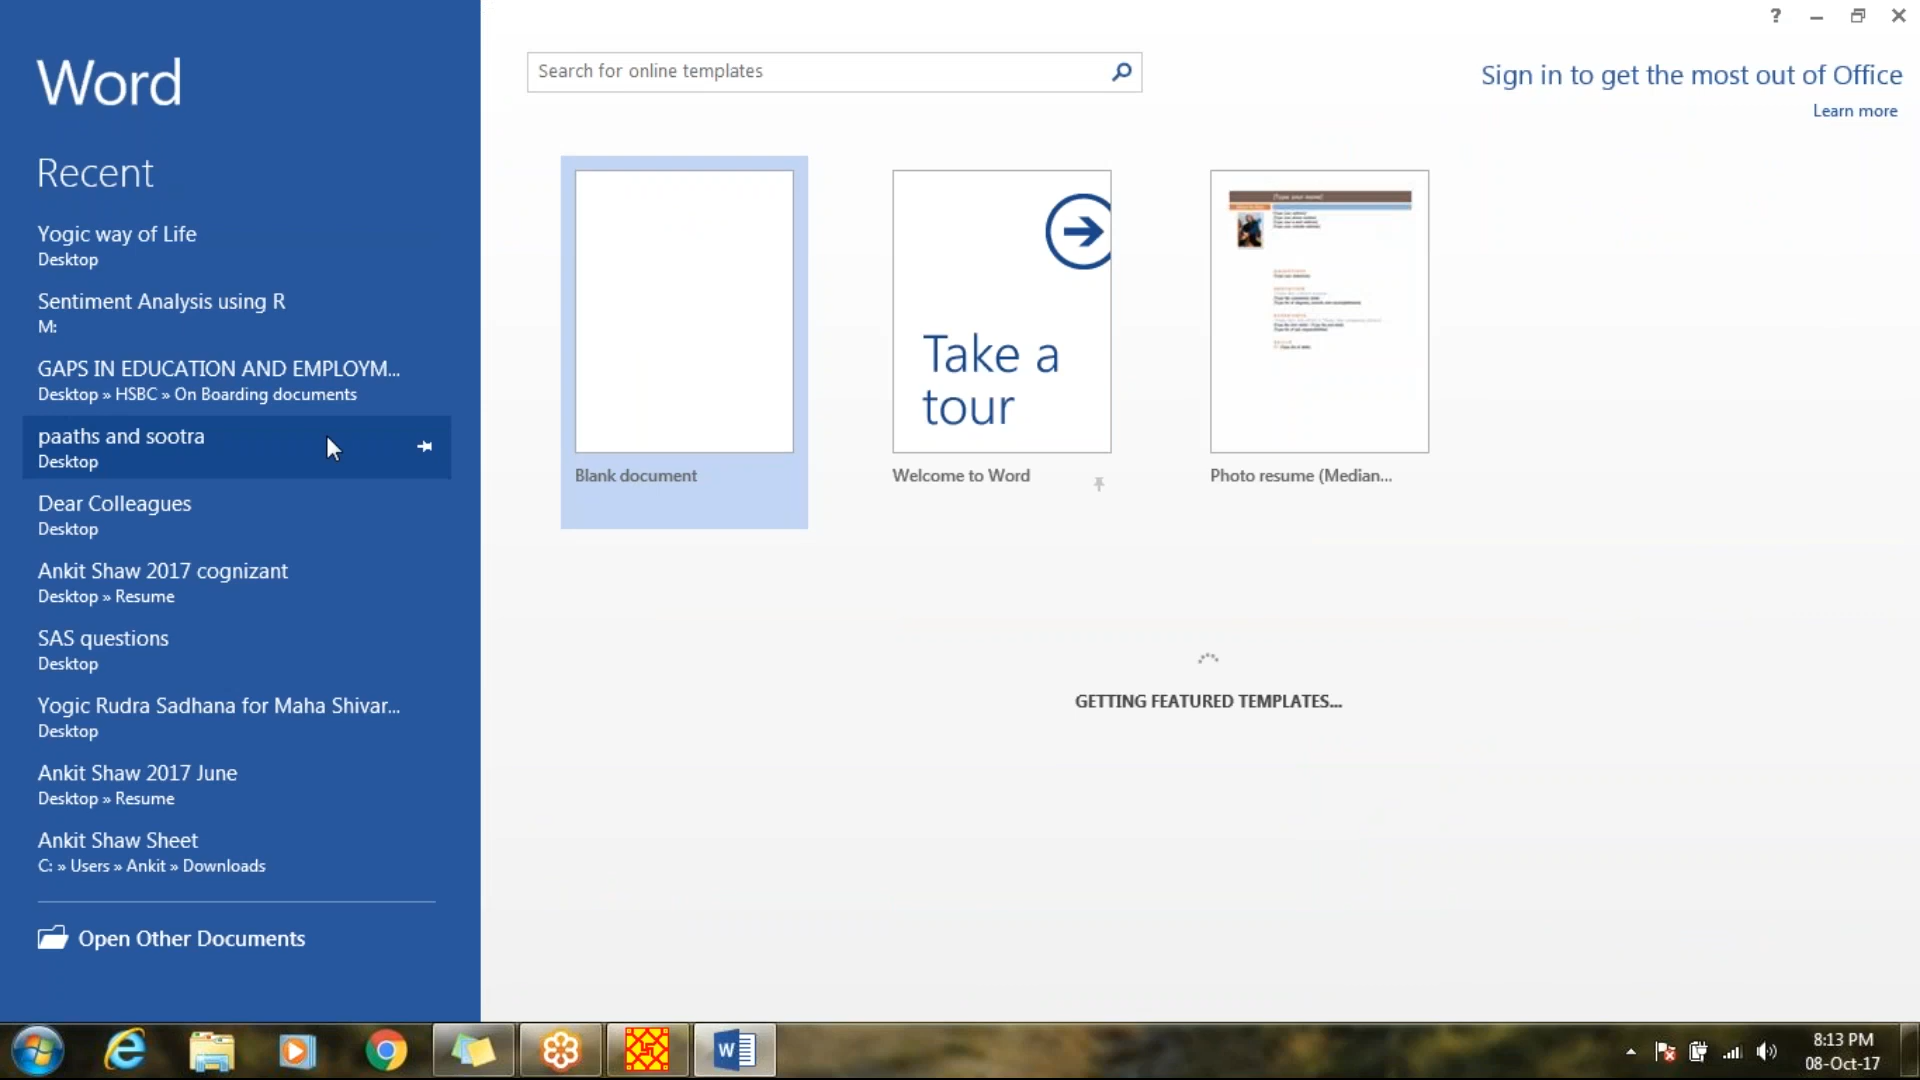 ?
Word
Search for online templates
Sign in to get the most out of Office
Learn more
Recent
Yogic way of Life
Desktop
Sentiment Analysis using R
M:
GAPS IN EDUCATION AND EMPLOYM...
Desktop » HSBC » On Boarding documents
paaths and sootra
Desktop
Dear Colleagues
Desktop
Ankit Shaw 2017 cognizant
Desktop » Resume
SAS questions
Desktop
Yogic Rudra Sadhana for Maha Shivar...
Desktop
Ankit Shaw 2017 June
Desktop » Resume
Ankit Shaw Sheet
C: » Users » Ankit » Downloads
Open Other Documents
Blank document
Take a
tour
Welcome to Word
[Type your name]
Photo resume (Median...
GETTING FEATURED TEMPLATES...
W
8:13 PM
08-Oct-17